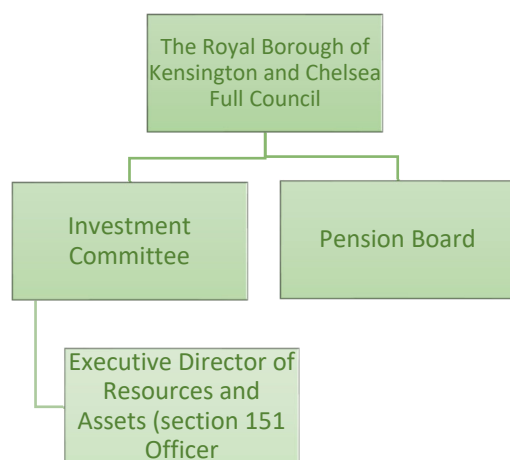 The Royal Borough of
Kensington and Chelsea
Full Council
Investment
Committee
Pension Board
Executive Director of
Resources and
Assets (section 151
Officer